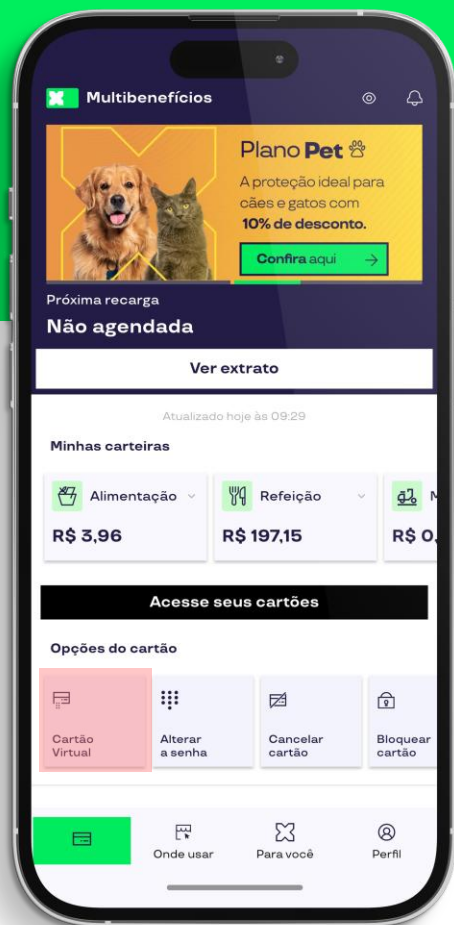 Multibenefícios
Plano Pet
A proteção ideal para
cães e gatos com
10% de desconto.
Confira aqui
Próxima recarga
Não agendada
Ver extrato
Atualizado hoje às 09:29
Minhas carteiras
Alimentação
Refeição
M
R$ 3,96
R$ 197,15
R$ 0,
Acesse seus cartões
Opções do cartão
Cartão
Virtual
Alterar
a senha
Cancelar
cartão
Bloquear
cartão
Onde usar
Para você
Perfil